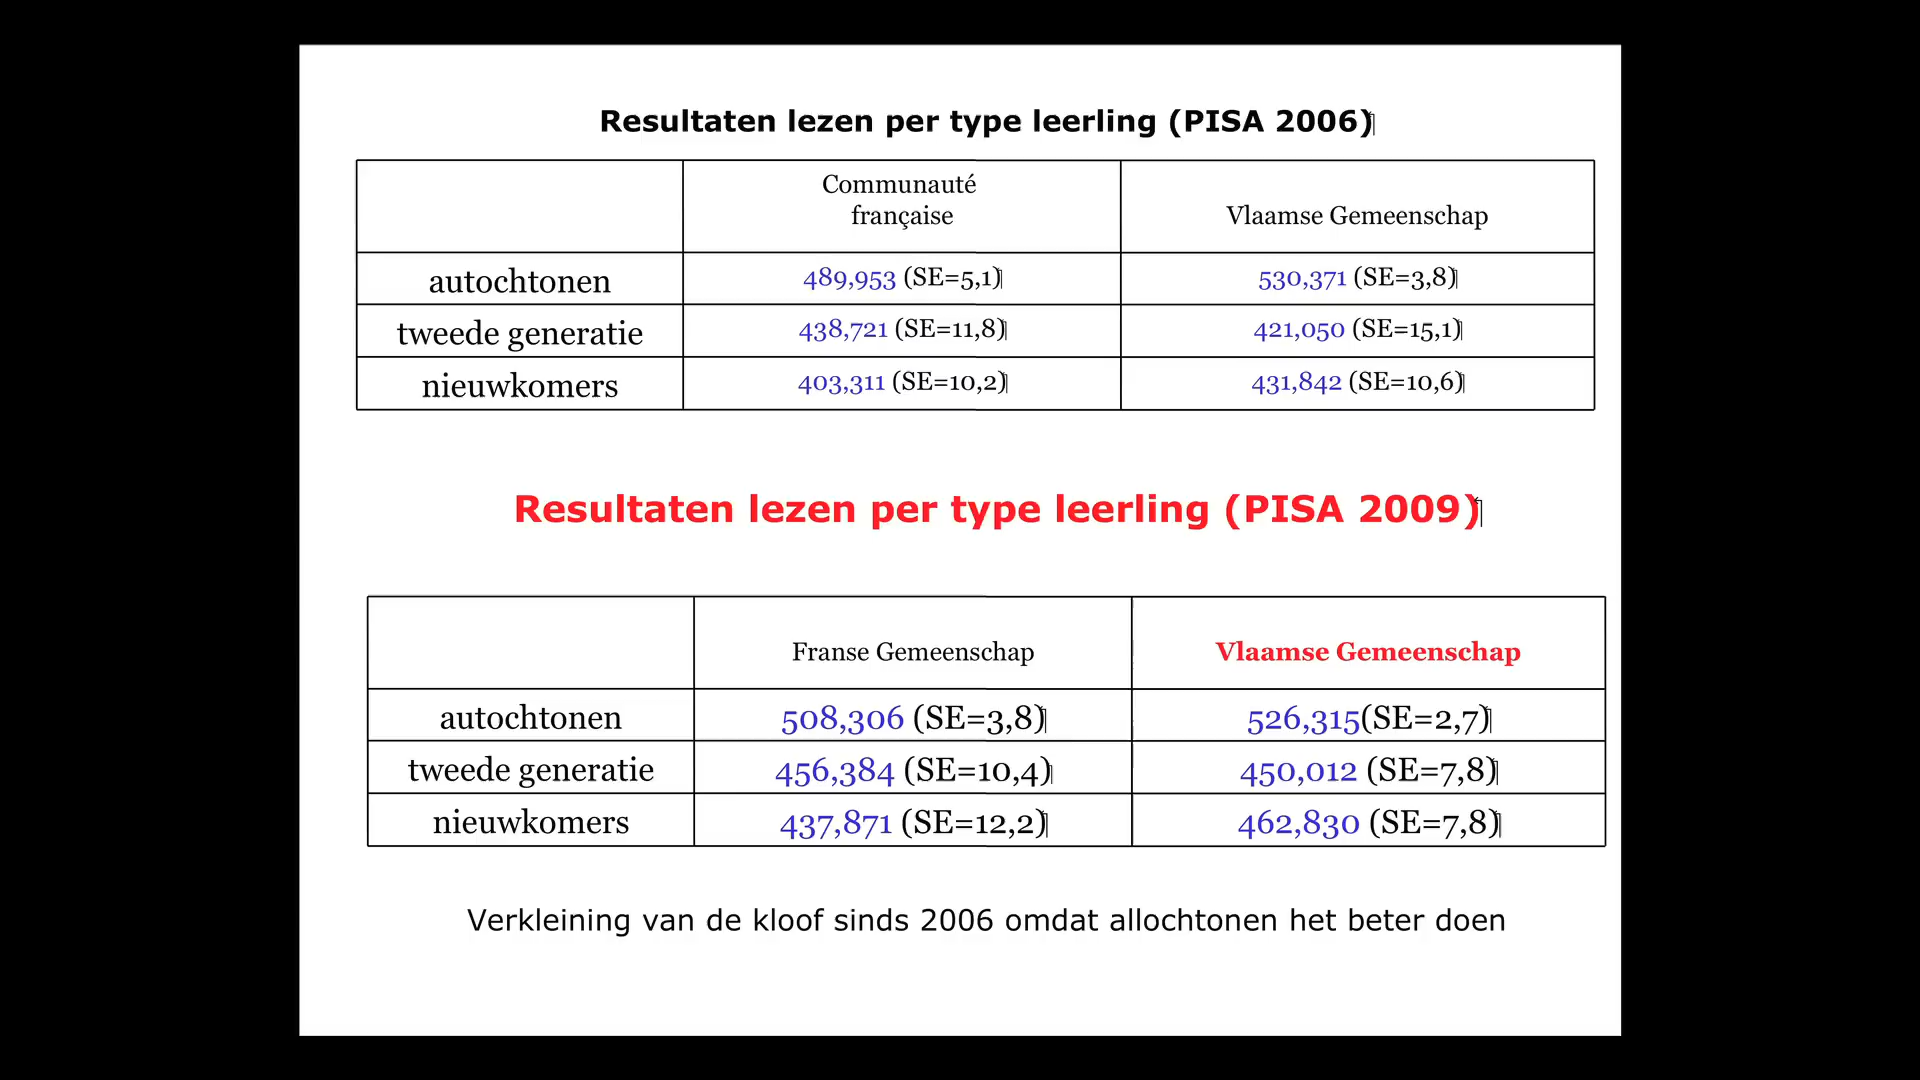 Resultaten lezen per type leerling (PISA 2006)
Communauté
française
Vlaamse Gemeenschap
autochtonen 489,953 (SE=5,1) 530,371 (SE=3,8)
tweede generatie 438,721 (SE=11,8) 421,050 (SE=15,1)
nieuwkomers 403,311 (SE=10,2) 431,842 (SE=10,6)
Resultaten lezen per type leerling (PISA 2009)
Franse Gemeenschap Vlaamse Gemeenschap
autochtonen 508,306 (SE=3,8) 526,315(SE=2,7)
tweede generatie 456,384 (SE=10,4) 450,012 (SE=7,8)
nieuwkomers 437,871 (SE=12,2) 462,830 (SE=7,8)
Verkleining van de kloof sinds 2006 omdat allochtonen het beter doen